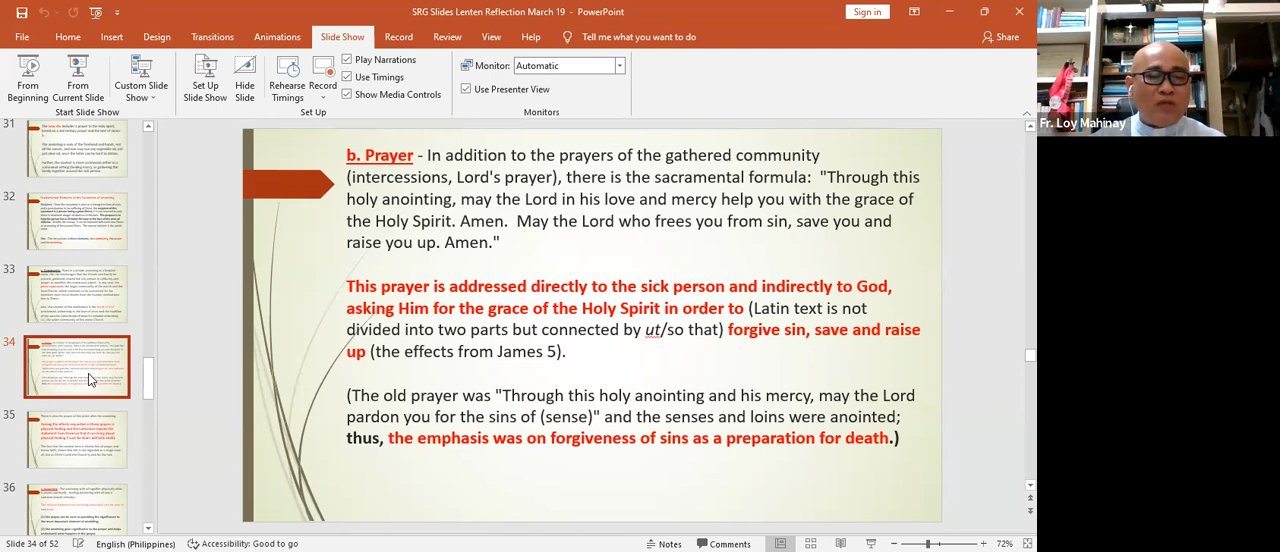 SRG Slides Lenten Reflection March 19 - PowerPoint
Sign in
File Home Insert Design Transitions Animations Slide Show Record Review View Help Tell me what you want to do Share
From Beginning
From Current Slide
Custom Slide Show
Start Slide Show
Set Up Slide Show
Hide Slide
Rehearse Timings
Record
Play Narrations
Use Timings
Show Media Controls
Set Up
Monitor: Automatic
Use Presenter View
Monitors
Fr. Loy Mahinay
31
32
33
34
35
36
b. Prayer - In addition to the prayers of the gathered community
(intercessions, Lord's prayer), there is the sacramental formula: "Through this
holy anointing, may the Lord in his love and mercy help you with the grace of
the Holy Spirit. Amen. May the Lord who frees you from sin, save you and
raise you up. Amen."
This prayer is addressed directly to the sick person and indirectly to God,
asking Him for the grace of the Holy Spirit in order to (Latin text is not
divided into two parts but connected by ut/so that) forgive sin, save and raise
up (the effects from James 5).
(The old prayer was "Through this holy anointing and his mercy, may the Lord
pardon you for the sins of (sense)" and the senses and loins were anointed;
thus, the emphasis was on forgiveness of sins as a preparation for death.)
Slide 34 of 52 English (Philippines) Accessibility: Good to go Notes Comments 72%